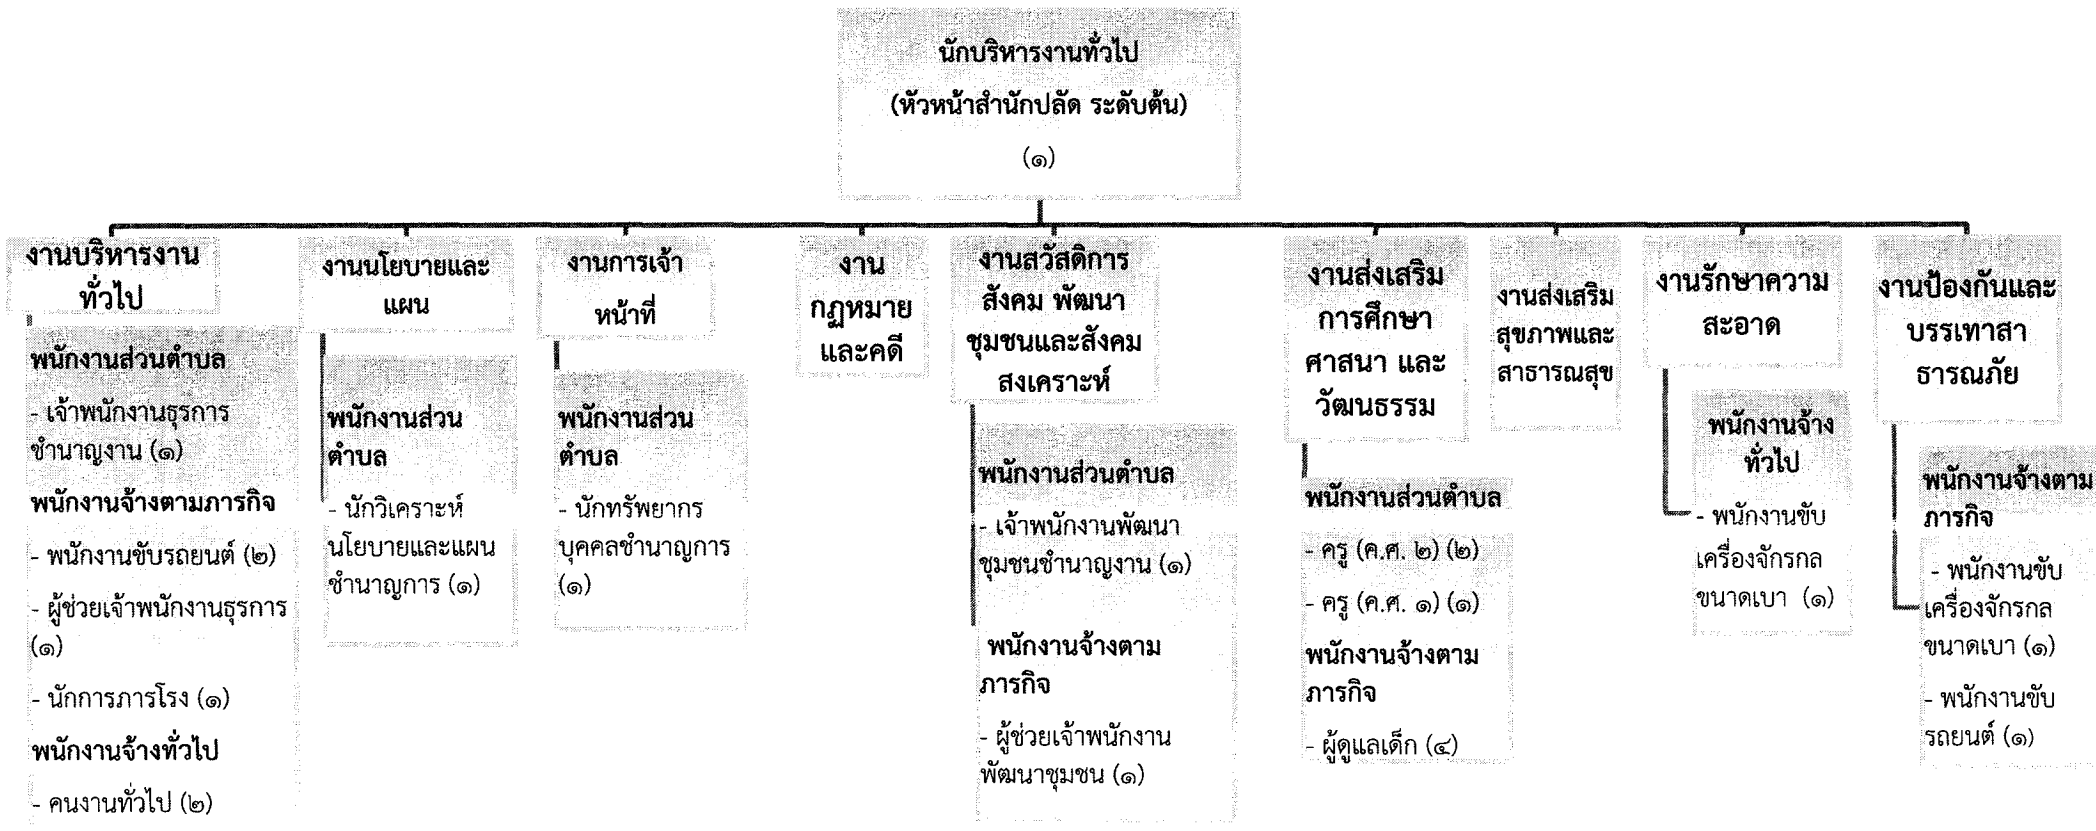 นักบริหารงานทั่วไป
(หัวหน้าสำนักปลัด ระดับต้น)
(๑)
งานบริหารงาน
ทั่วไป
พนักงานส่วนตำบล
- เจ้าพนักงานธุรการ
ชำนาญงาน (๑)
พนักงานจ้างตามภารกิจ
- พนักงานขับรถยนต์ (๒)
- ผู้ช่วยเจ้าพนักงานธุรการ
(๑)
- นักการภารโรง (๑)
พนักงานจ้างทั่วไป
- คนงานทั่วไป (๒)
งานนโยบายและ
แผน
พนักงานส่วน
ตำบล
- นักวิเคราะห์
นโยบายและแผน
ชำนาญการ (๑)
งานการเจ้า
หน้าที่
พนักงานส่วน
ตำบล
- นักทรัพยากร
บุคคลชำนาญการ
(๑)
งาน
กฎหมาย
และคดี
งานสวัสดิการ
สังคม พัฒนา
ชุมชนและสังคม
สงเคราะห์
พนักงานส่วนตำบล
- เจ้าพนักงานพัฒนา
ชุมชนชำนาญงาน (๑)
พนักงานจ้างตาม
ภารกิจ
- ผู้ช่วยเจ้าพนักงาน
พัฒนาชุมชน (๑)
งานส่งเสริม
การศึกษา
ศาสนา และ
วัฒนธรรม
พนักงานส่วนตำบล
- ครู (ค.ศ. ๒) (๒)
- ครู (ค.ศ. ๑) (๑)
พนักงานจ้างตาม
ภารกิจ
- ผู้ดูแลเด็ก (๔)
งานส่งเสริม
สุขภาพและ
สาธารณสุข
งานรักษาความ
สะอาด
พนักงานจ้าง
ทั่วไป
- พนักงานขับ
เครื่องจักรกล
ขนาดเบา (๑)
งานป้องกันและ
บรรเทาสา
ธารณภัย
พนักงานจ้างตาม
ภารกิจ
- พนักงานขับ
เครื่องจักรกล
ขนาดเบา (๑)
- พนักงานขับ
รถยนต์ (๑)